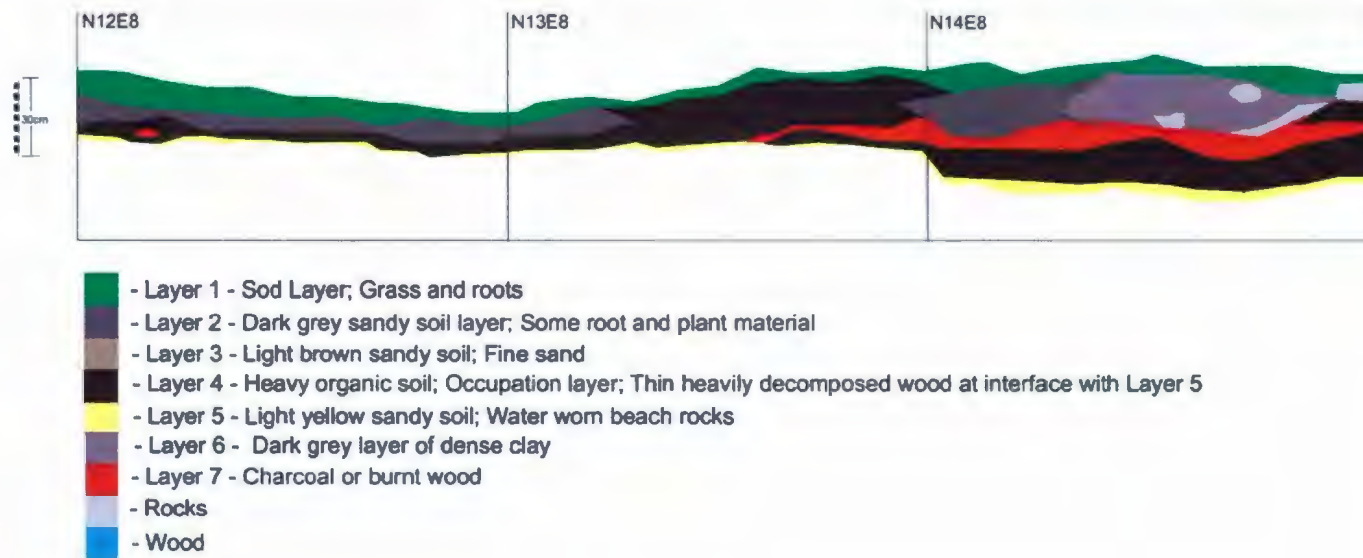 N12E8
N13E8
N14E8
30cm
- Layer 1 - Sod Layer; Grass and roots
- Layer 2 - Dark grey sandy soil layer; Some root and plant material
- Layer 3 - Light brown sandy soil; Fine sand
- Layer 4 - Heavy organic soil; Occupation layer; Thin heavily decomposed wood at interface with Layer 5
- Layer 5 - Light yellow sandy soil; Water worn beach rocks
- Layer 6 - Dark grey layer of dense clay
- Layer 7 - Charcoal or burnt wood
- Rocks
- Wood